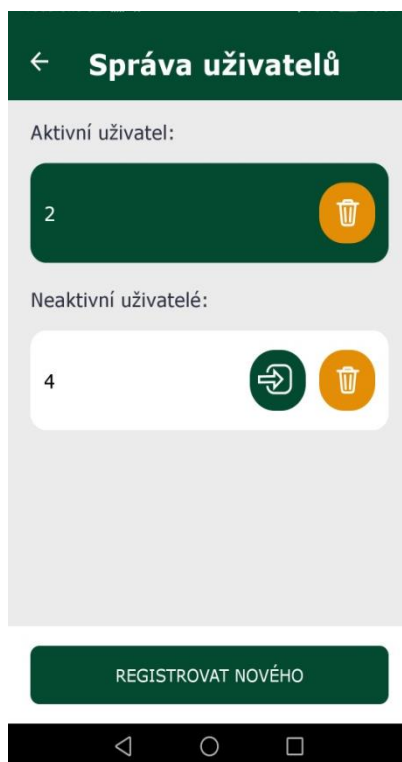 Správa uživatelů
Aktivní uživatel:
2
Neaktivní uživatelé:
4
REGISTROVAT NOVÉHO